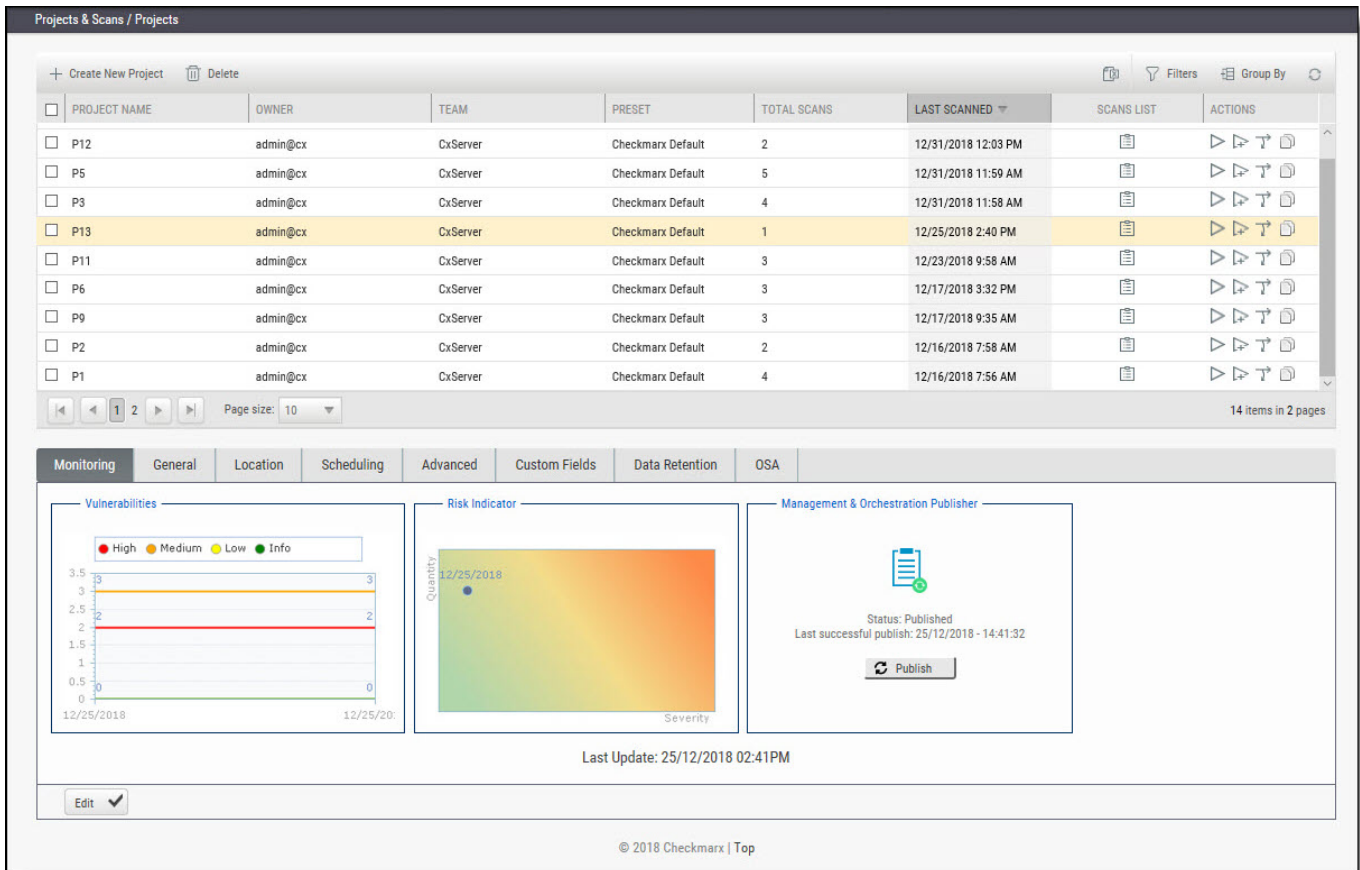 Projects & Scans / Projects
Create New Project Delete Filters Group By
PROJECT NAME OWNER TEAM PRESET TOTAL SCANS LAST SCANNED SCANS LIST ACTIONS
P12 admin@cx CxServer Checkmarx Default 2 12/31/2018 12:03 PM
P5 admin@cx CxServer Checkmarx Default 5 12/31/2018 11:59 AM
P3 admin@cx CxServer Checkmarx Default 4 12/31/2018 11:58 AM
P13 admin@cx CxServer Checkmarx Default 1 12/25/2018 2:40 PM
P11 admin@cx CxServer Checkmarx Default 3 12/23/2018 9:58 AM
P6 admin@cx CxServer Checkmarx Default 3 12/17/2018 3:32 PM
P9 admin@cx CxServer Checkmarx Default 3 12/17/2018 9:35 AM
P2 admin@cx CxServer Checkmarx Default 2 12/16/2018 7:58 AM
P1 admin@cx CxServer Checkmarx Default 4 12/16/2018 7:56 AM
1 2 Page size: 10 14 items in 2 pages
Monitoring General Location Scheduling Advanced Custom Fields Data Retention OSA
Vulnerabilities
High Medium Low Info
3.5
3
2.5
2
1.5
1
0.5
0
3 3
2 2
0 0
12/25/2018 12/25/20
Risk Indicator
Quantity
12/25/2018
Severity
Management & Orchestration Publisher
Status: Published
Last successful publish: 25/12/2018 - 14:41:32
Publish
Last Update: 25/12/2018 02:41PM
Edit
© 2018 Checkmarx | Top